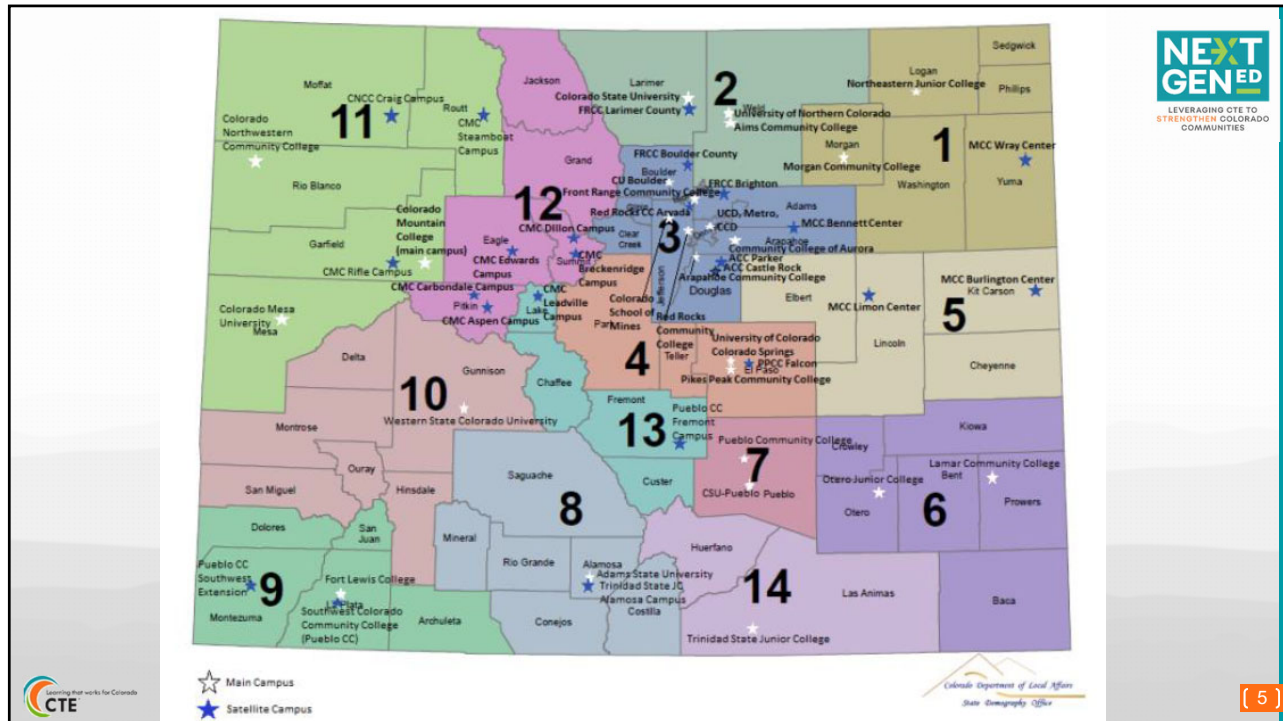 NEXT
GEN ED
LEVERAGING CTE TO
STRENGTHEN COLORADO
COMMUNITIES
Sedgwick
Logan
Northeastern Junior College
Phillips
1
Morgan
Morgan Community College
Washington
MCC Wray Center
Yuma
Larimer
Colorado State University
FRCC Larimer County
2
Weld
University of Northern Colorado
Aims Community College
Moffat
CNCC Craig Campus
11
Routt
CMC
Steamboat
Campus
Colorado
Northwestern
Community College
Rio Blanco
Garfield
CMC Rifle Campus
Colorado
Mountain
College
(main campus)
Colorado Mesa
University
Mesa
Jackson
Grand
12
CMC Dillon Campus
Eagle
CMC Edwards
Campus
Summit
CMC
Breckenridge
Campus
CMC Carbondale Campus
Pitkin
CMC Aspen Campus
FRCC Boulder County
Boulder
CU Boulder
FRCC Brighton
Front Range Community College
Red Rocks CC Arvada
UCD, Metro,
CCD
Adams
MCC Bennett Center
Clear
Creek
3
Arapahoe
Community College of Aurora
ACC Parker
ACC Castle Rock
Arapahoe Community College
Jefferson
Douglas
Colorado
School of
Mines
Red Rocks
Community
College
Elbert
MCC Limon Center
Lincoln
MCC Burlington Center
Kit Carson
5
Cheyenne
CMC
Leadville
Campus
Lake
Chaffee
Park
4
Teller
University of Colorado
Colorado Springs
PPCC Falcon
El Paso
Pikes Peak Community College
Delta
Gunnison
10
Western State Colorado University
Montrose
Ouray
San Miguel
Hinsdale
Fremont
13
Pueblo CC
Fremont
Campus
Custer
Pueblo Community College
7
CSU-Pueblo Pueblo
Crowley
Kiowa
Otero Junior College
Otero
Lamar Community College
Bent
Prowers
6
Baca
Saguache
8
Mineral
Rio Grande
Alamosa
Adams State University
Trinidad State JC
Alamosa Campus
Costilla
Conejos
Dolores
San
Juan
Pueblo CC
Southwest
Extension
9
Montezuma
Fort Lewis College
La Plata
Southwest Colorado
Community College
(Pueblo CC)
Archuleta
Huerfano
14
Las Animas
Trinidad State Junior College
Main Campus
Satellite Campus
Colorado Department of Local Affairs
State Demography Office
Learning that works for Colorado
CTE
[ 5 ]